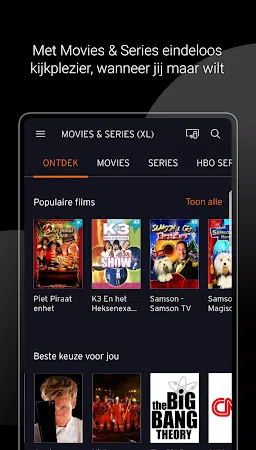 Met Movies & Series eindeloos
kijkplezier, wanneer jij maar wilt
MOVIES & SERIES (XL)
ONTDEK MOVIES SERIES HBO SER
Populaire films Toon alle
K3
SHOW
SAMSON & Gert
Piet Piraat
enhet
K3 En het
Heksenexa...
Samson -
Samson TV
Samson
Magisc
Beste keuze voor jou
the BIG
BANG
THEORY